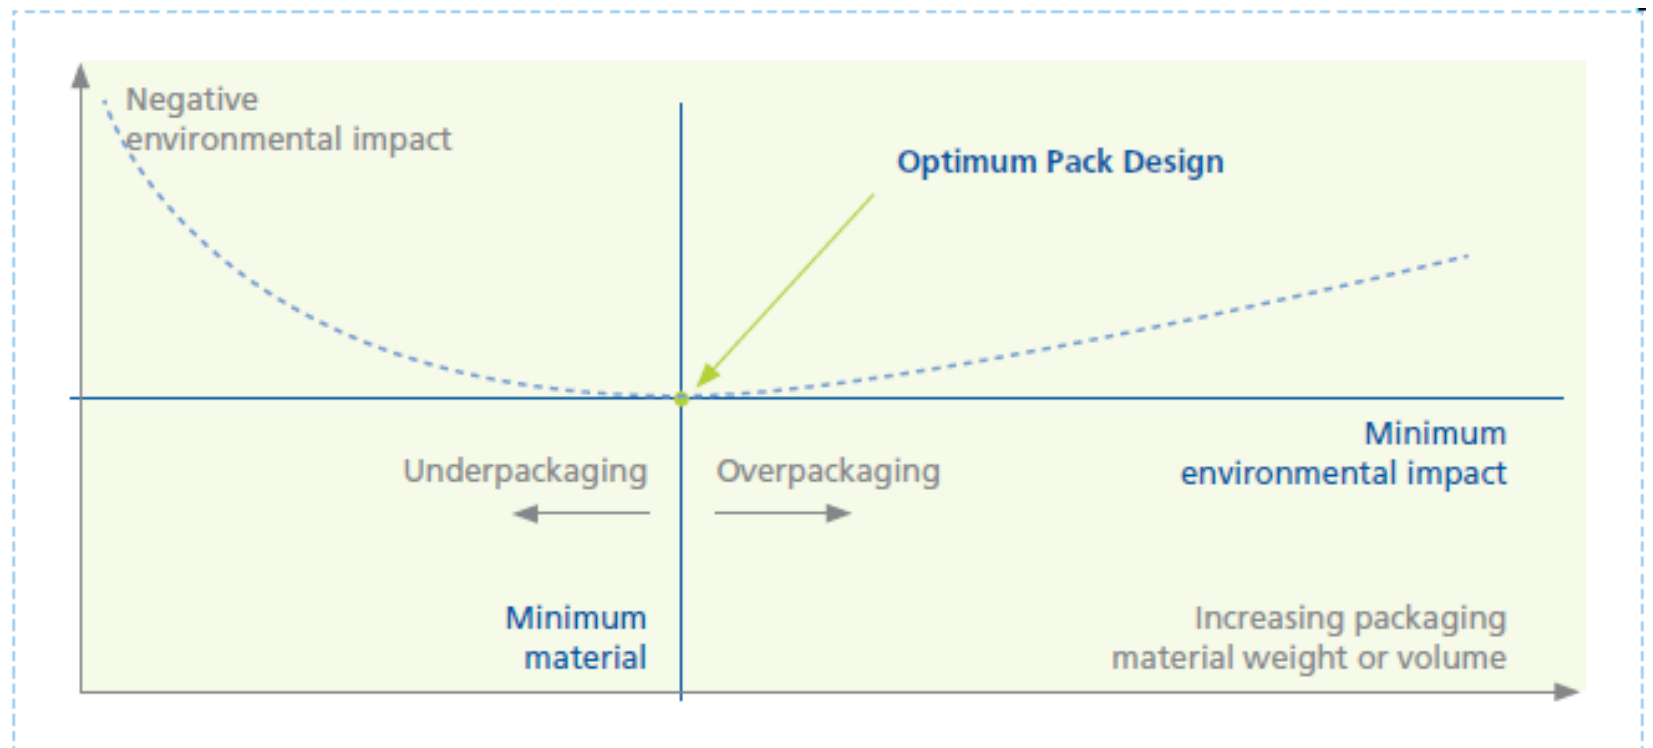 Negative
environmental impact
Optimum Pack Design
Minimum
environmental impact
Underpackaging
Overpackaging
Minimum
material
Increasing packaging
material weight or volume